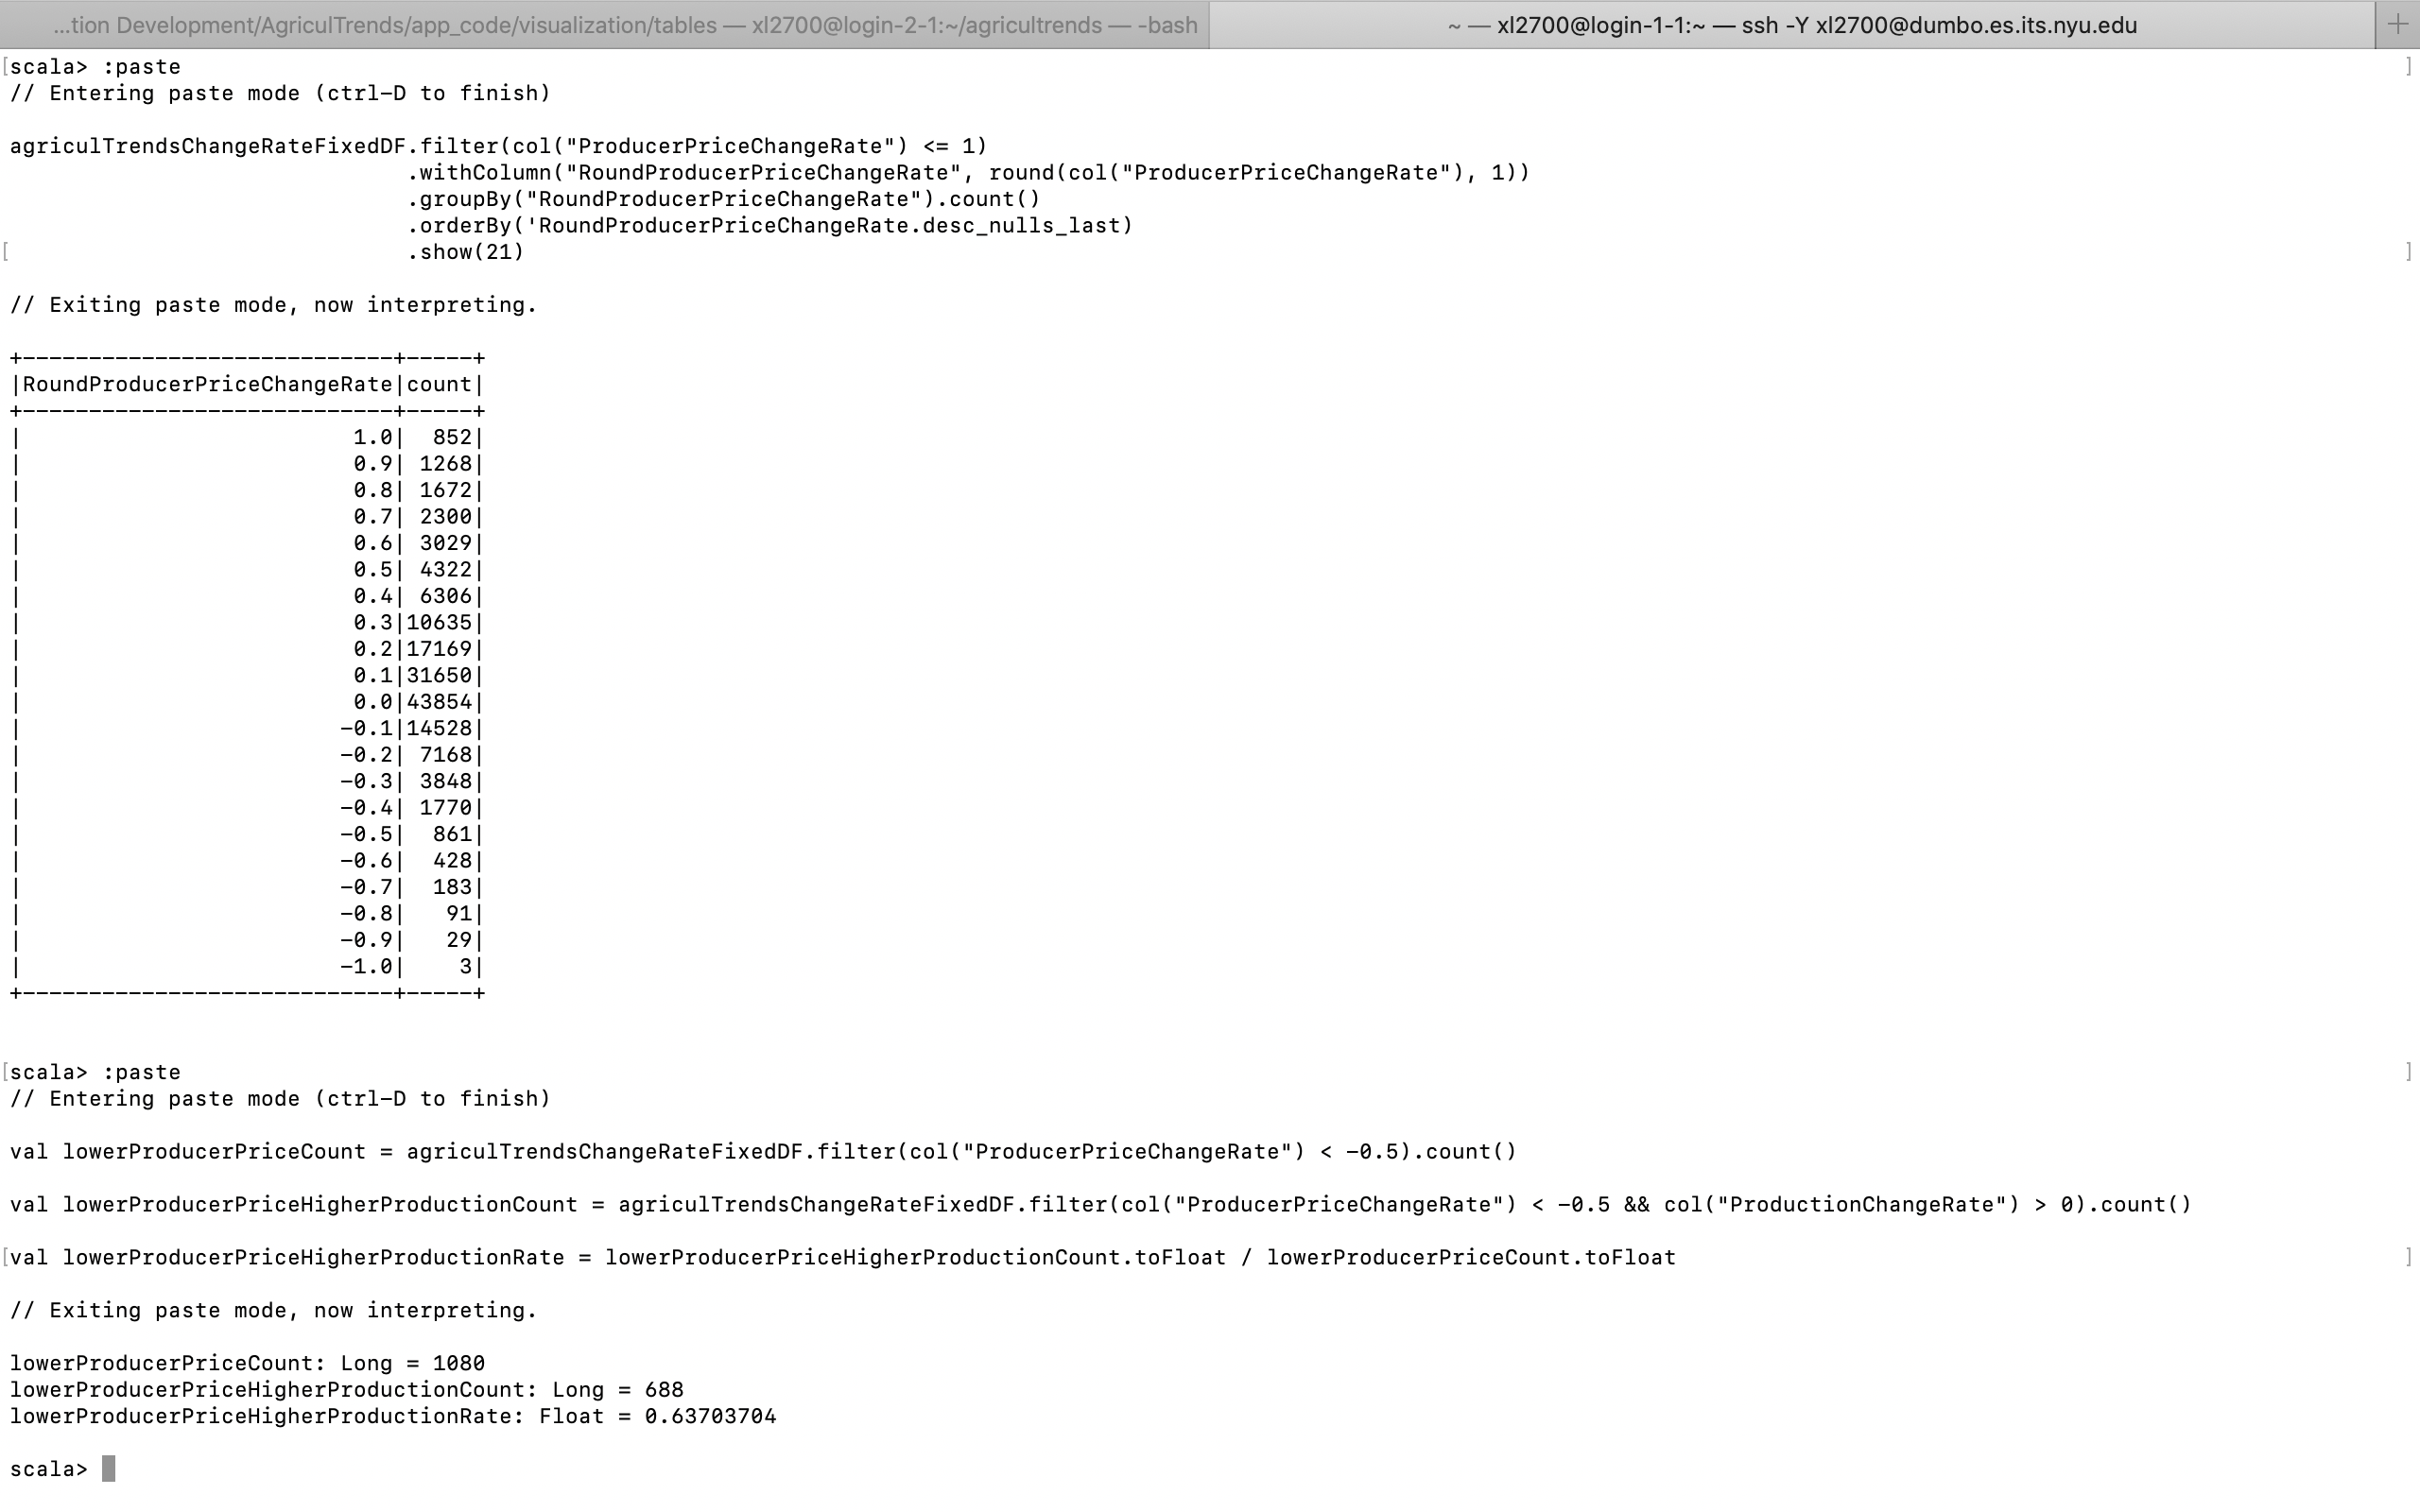 ...tion Development/AgriculTrends/app_code/visualization/tables — xl2700@login-2-1:~/agricultrends — -bash
~ — xl2700@login-1-1:~ — ssh -Y xl2700@dumbo.es.its.nyu.edu
[scala> :paste ]
// Entering paste mode (ctrl-D to finish)
agriculTrendsChangeRateFixedDF.filter(col("ProducerPriceChangeRate") <= 1)
.withColumn("RoundProducerPriceChangeRate", round(col("ProducerPriceChangeRate"), 1))
.groupBy("RoundProducerPriceChangeRate").count()
.orderBy('RoundProducerPriceChangeRate.desc_nulls_last)
[ .show(21) ]
// Exiting paste mode, now interpreting.
+----------------------------+-----+
|RoundProducerPriceChangeRate|count|
+----------------------------+-----+
|                         1.0|  852|
|                         0.9| 1268|
|                         0.8| 1672|
|                         0.7| 2300|
|                         0.6| 3029|
|                         0.5| 4322|
|                         0.4| 6306|
|                         0.3|10635|
|                         0.2|17169|
|                         0.1|31650|
|                         0.0|43854|
|                        -0.1|14528|
|                        -0.2| 7168|
|                        -0.3| 3848|
|                        -0.4| 1770|
|                        -0.5|  861|
|                        -0.6|  428|
|                        -0.7|  183|
|                        -0.8|   91|
|                        -0.9|   29|
|                        -1.0|    3|
+----------------------------+-----+
[scala> :paste ]
// Entering paste mode (ctrl-D to finish)
val lowerProducerPriceCount = agriculTrendsChangeRateFixedDF.filter(col("ProducerPriceChangeRate") < -0.5).count()
val lowerProducerPriceHigherProductionCount = agriculTrendsChangeRateFixedDF.filter(col("ProducerPriceChangeRate") < -0.5 && col("ProductionChangeRate") > 0).count()
[val lowerProducerPriceHigherProductionRate = lowerProducerPriceHigherProductionCount.toFloat / lowerProducerPriceCount.toFloat ]
// Exiting paste mode, now interpreting.
lowerProducerPriceCount: Long = 1080
lowerProducerPriceHigherProductionCount: Long = 688
lowerProducerPriceHigherProductionRate: Float = 0.63703704
scala>